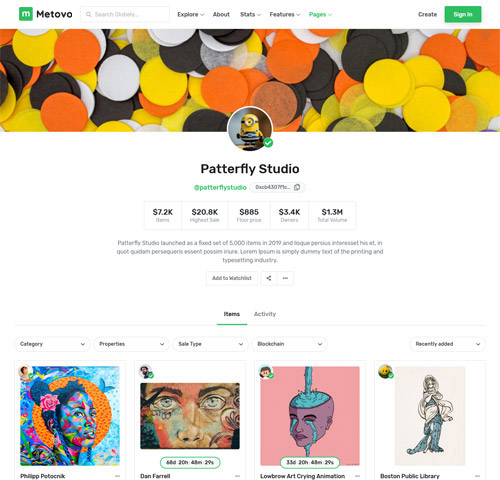 m Metovo
Search Globely...
Explore About Stats Features Pages
Create Sign In
Patterfly Studio
@patterflystudio 0xcb4307f1c...
$7.2K $20.8K $885 $3.4K $1.3M
Items Highest Sale Floor price Owners Total Volume
Patterfly Studio launched as a fixed set of 5,000 items in 2019 and iisque persius interesset his et, in
quot quidam persequeris essent possim iriure. Lorem Ipsum is simply dummy text of the printing and
typesetting industry.
Add to Watchlist
Items Activity
Category Properties Sale Type Blockchain Recently added
68d 20h 48m 29s 33d 20h 48m 29s
Philipp Potocnik Dan Farrell Lowbrow Art Crying Animation Boston Public Library